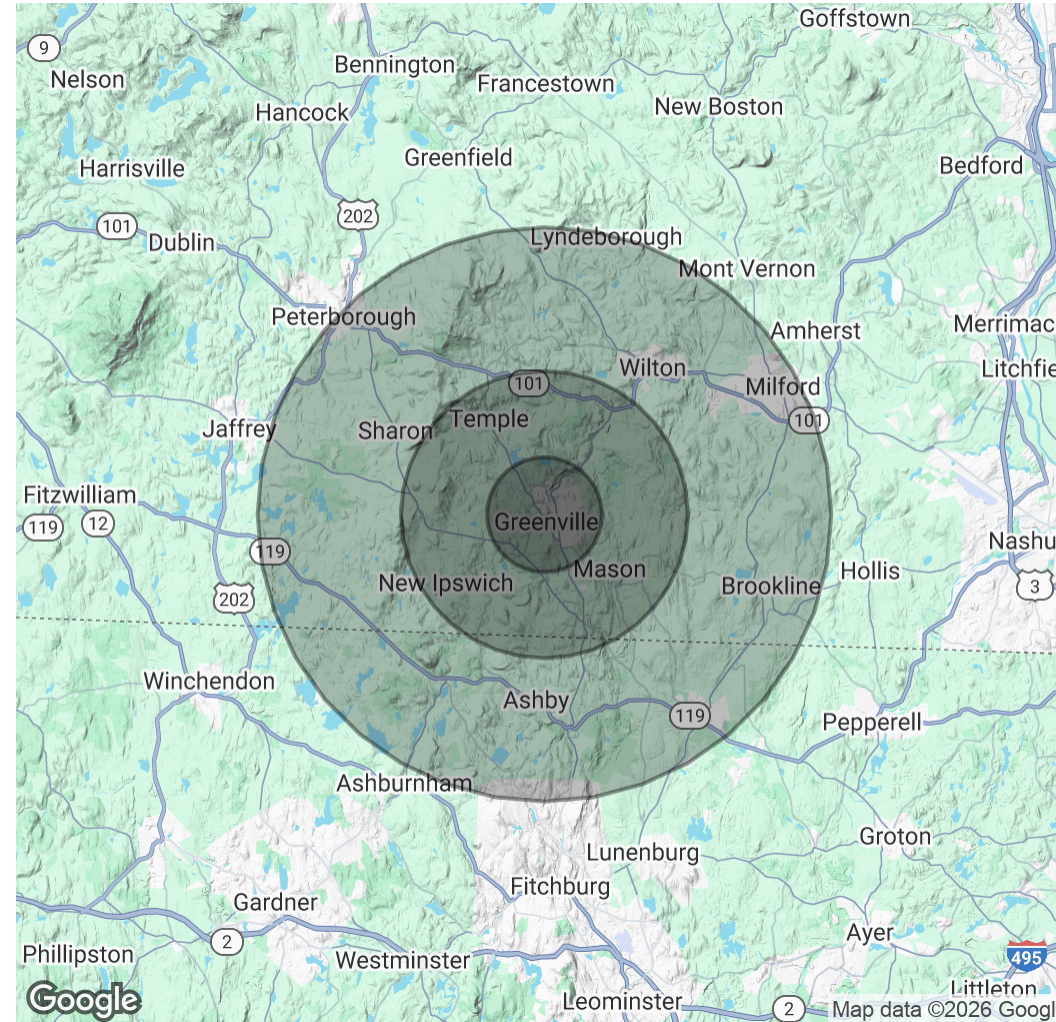 Goffstown
9
Nelson
Bennington
Francestown
Hancock
New Boston
Greenfield
Harrisville
Bedford
202
101
Dublin
Lyndeborough
Mont Vernon
Peterborough
Amherst
Merrimac
Wilton
Litchfie
101
Milford
Temple
101
Jaffrey
Sharon
Fitzwilliam
119
12
Greenville
Nashu
119
Mason
Hollis
New Ipswich
Brookline
3
202
Winchendon
Ashby
119
Pepperell
Ashburnham
Groton
Lunenburg
Fitchburg
Gardner
2
Ayer
Phillipston
Westminster
495
Littleton
Google
Leominster
2
Map data ©2026 Googl